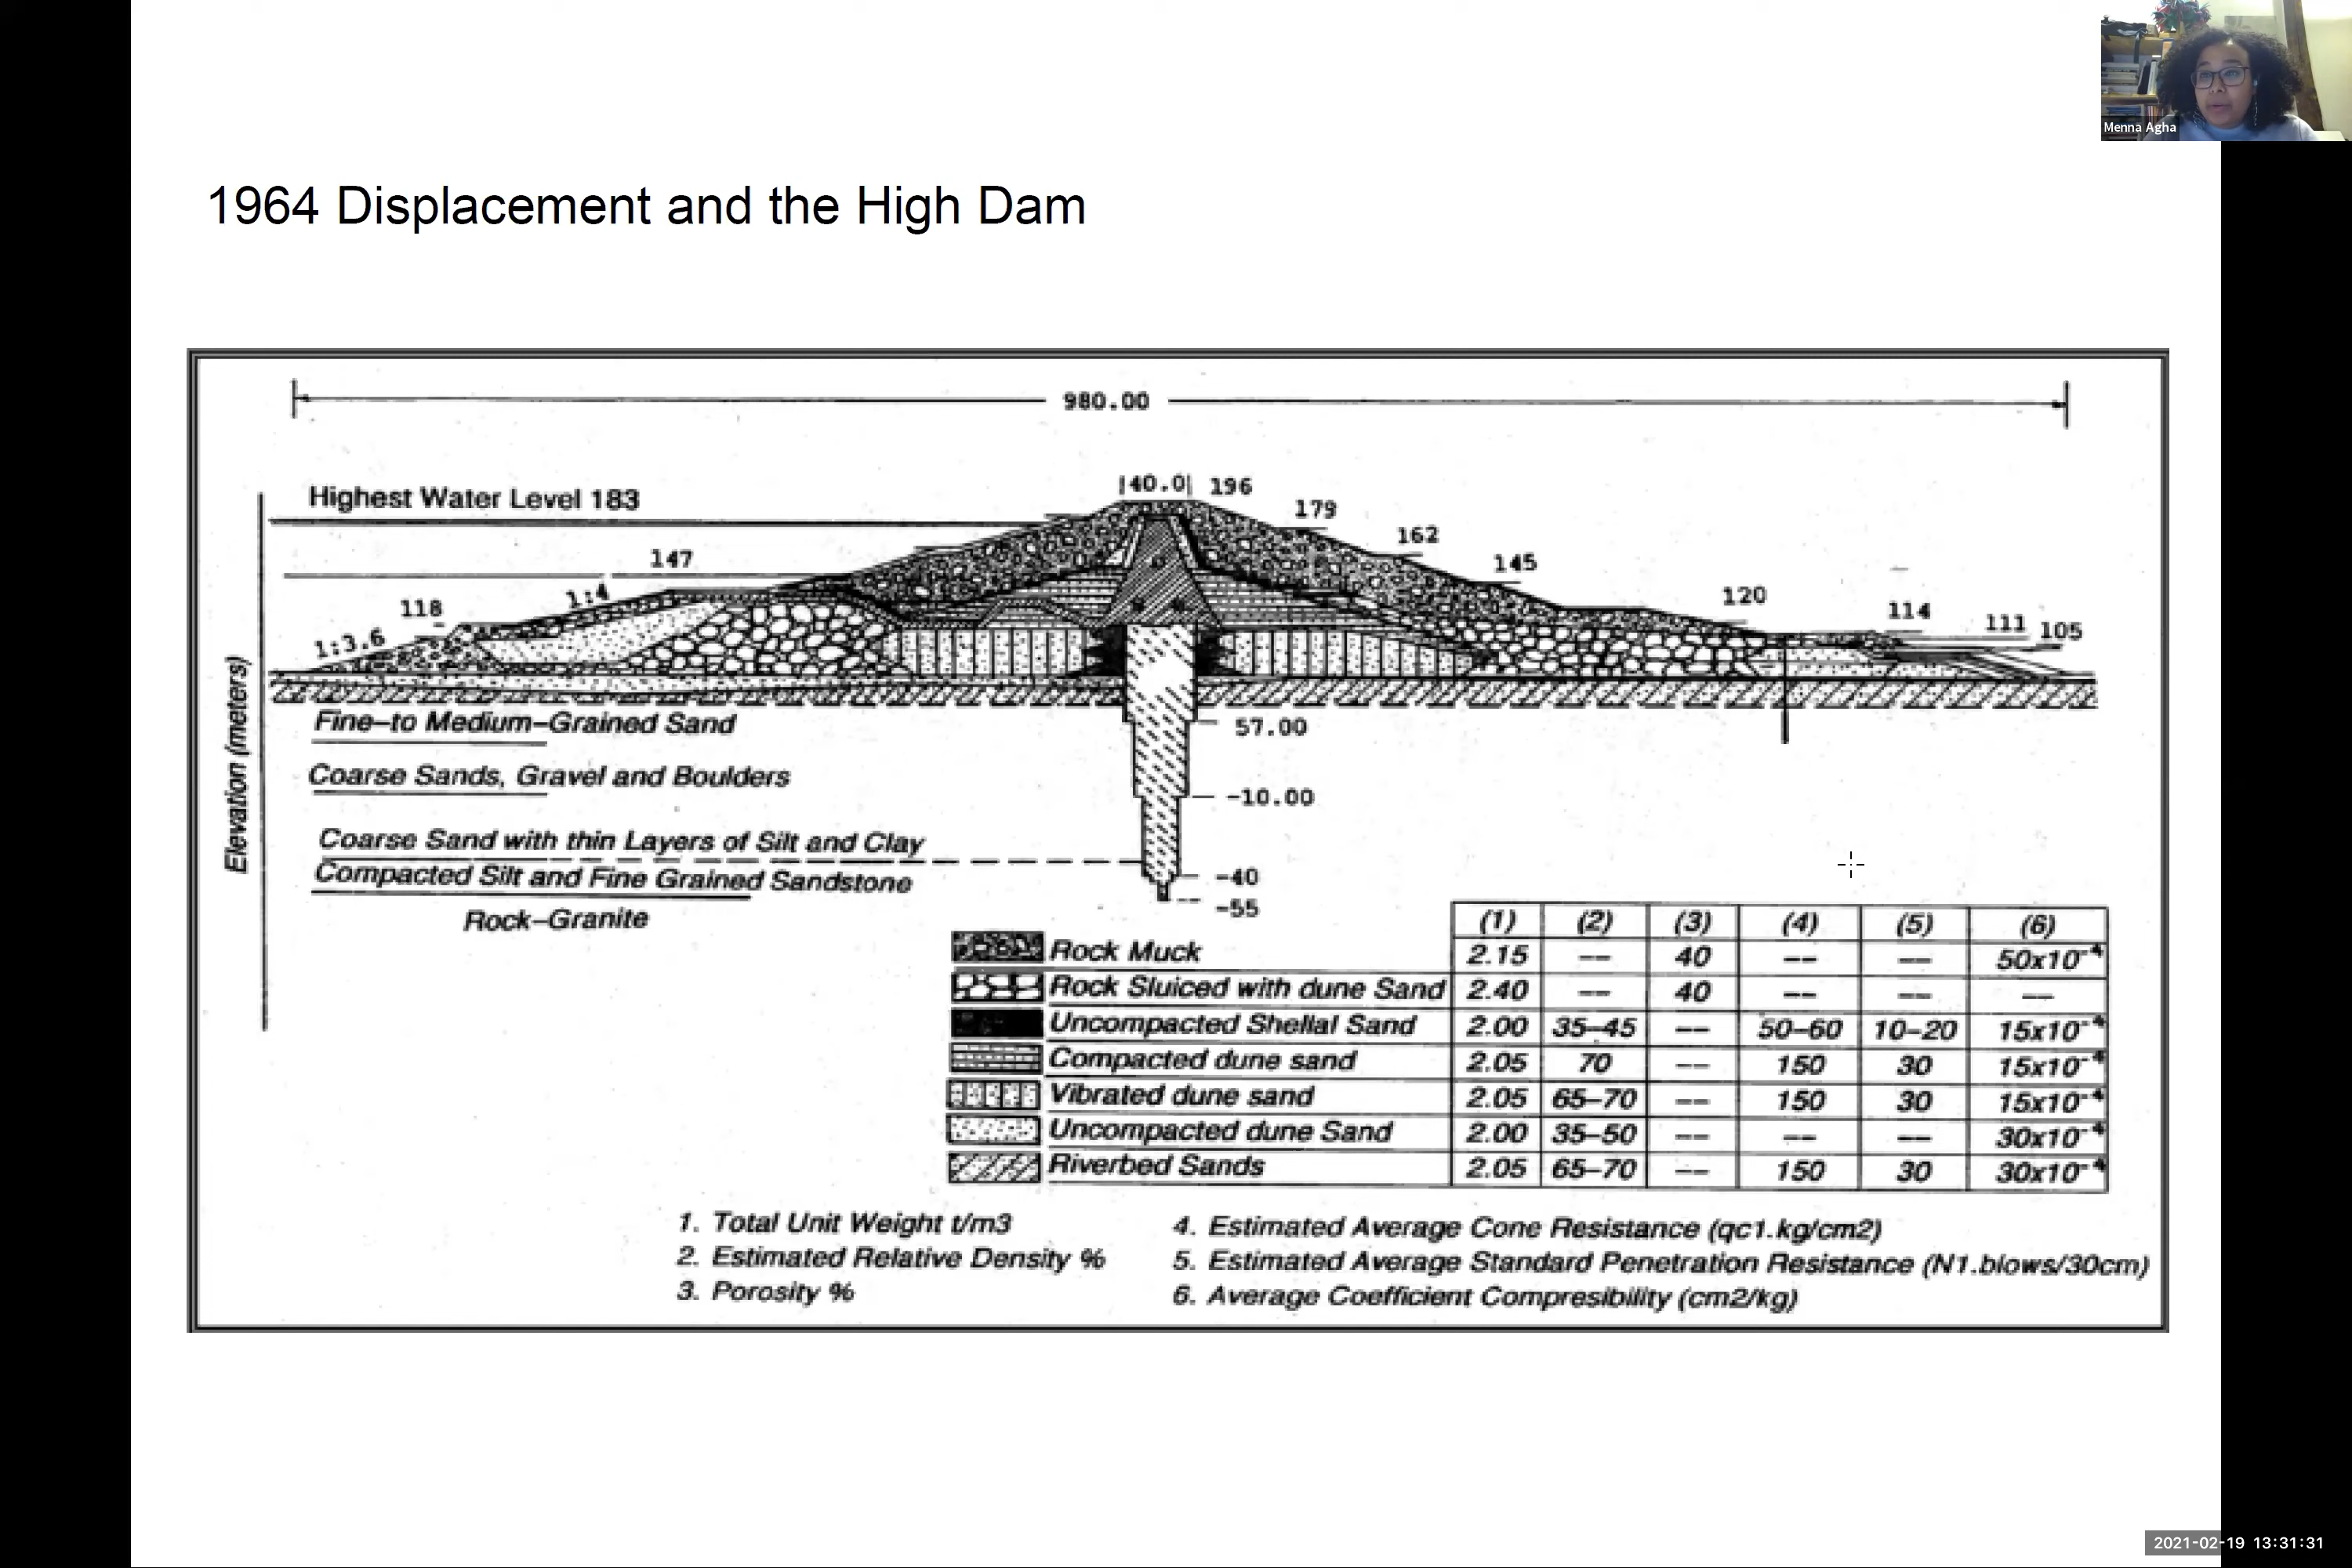 Menna Agha
1964 Displacement and the High Dam
980.00
Highest Water Level 183
40.0 196
179
162
147
145
1:4
118
120
114
111
105
1:3.6
Elevation (meters)
Fine-to Medium-Grained Sand
57.00
Coarse Sands, Gravel and Boulders
-10.00
Coarse Sand with thin Layers of Silt and Clay
Compacted Silt and Fine Grained Sandstone
-40
-55
Rock-Granite
(1) (2) (3) (4) (5) (6)
Rock Muck 2.15 -- 40 -- -- 50x10⁻⁴
Rock Sluiced with dune Sand 2.40 -- 40 -- -- --
Uncompacted Shellal Sand 2.00 35-45 -- 50-60 10-20 15x10⁻⁴
Compacted dune sand 2.05 70 -- 150 30 15x10⁻⁴
Vibrated dune sand 2.05 65-70 -- 150 30 15x10⁻⁴
Uncompacted dune Sand 2.00 35-50 -- -- -- 30x10⁻⁴
Riverbed Sands 2.05 65-70 -- 150 30 30x10⁻⁴
1. Total Unit Weight t/m3
2. Estimated Relative Density %
3. Porosity %
4. Estimated Average Cone Resistance (qc1.kg/cm2)
5. Estimated Average Standard Penetration Resistance (N1.blows/30cm)
6. Average Coefficient Compresibility (cm2/kg)
2021-02-19 13:31:31